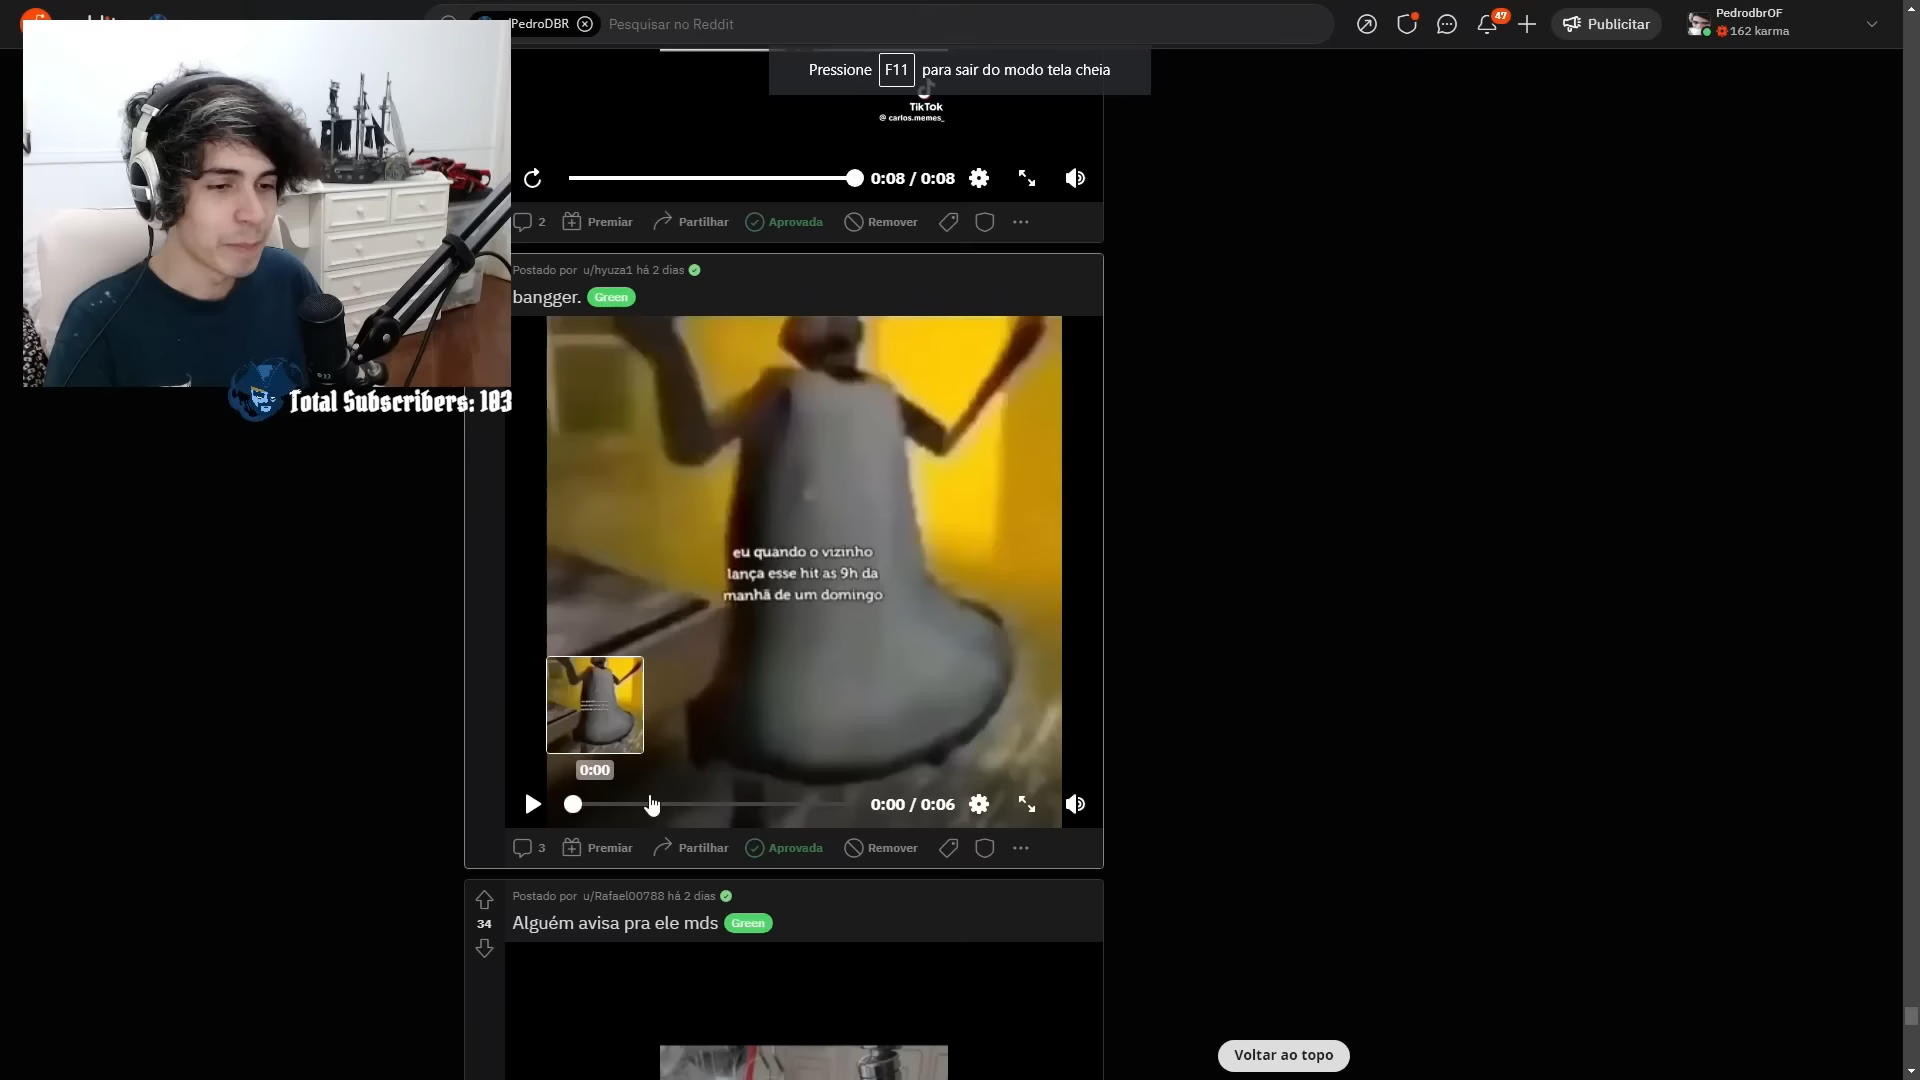 /PedroDBR
Pesquisar no Reddit
47
Publicitar
PedrodbrOF
162 karma
Pressione F11 para sair do modo tela cheia
TikTok
@ carlos.memes_
0:08 / 0:08
2 Premiar Partilhar Aprovada Remover
Postado por u/hyuza1 há 2 dias
bangger. Green
Total Subscribers: 103
eu quando o vizinho
lança esse hit as 9h da
manhã de um domingo
0:00
0:00 / 0:06
3 Premiar Partilhar Aprovada Remover
Postado por u/Rafael00788 há 2 dias
34
Alguém avisa pra ele mds Green
Voltar ao topo